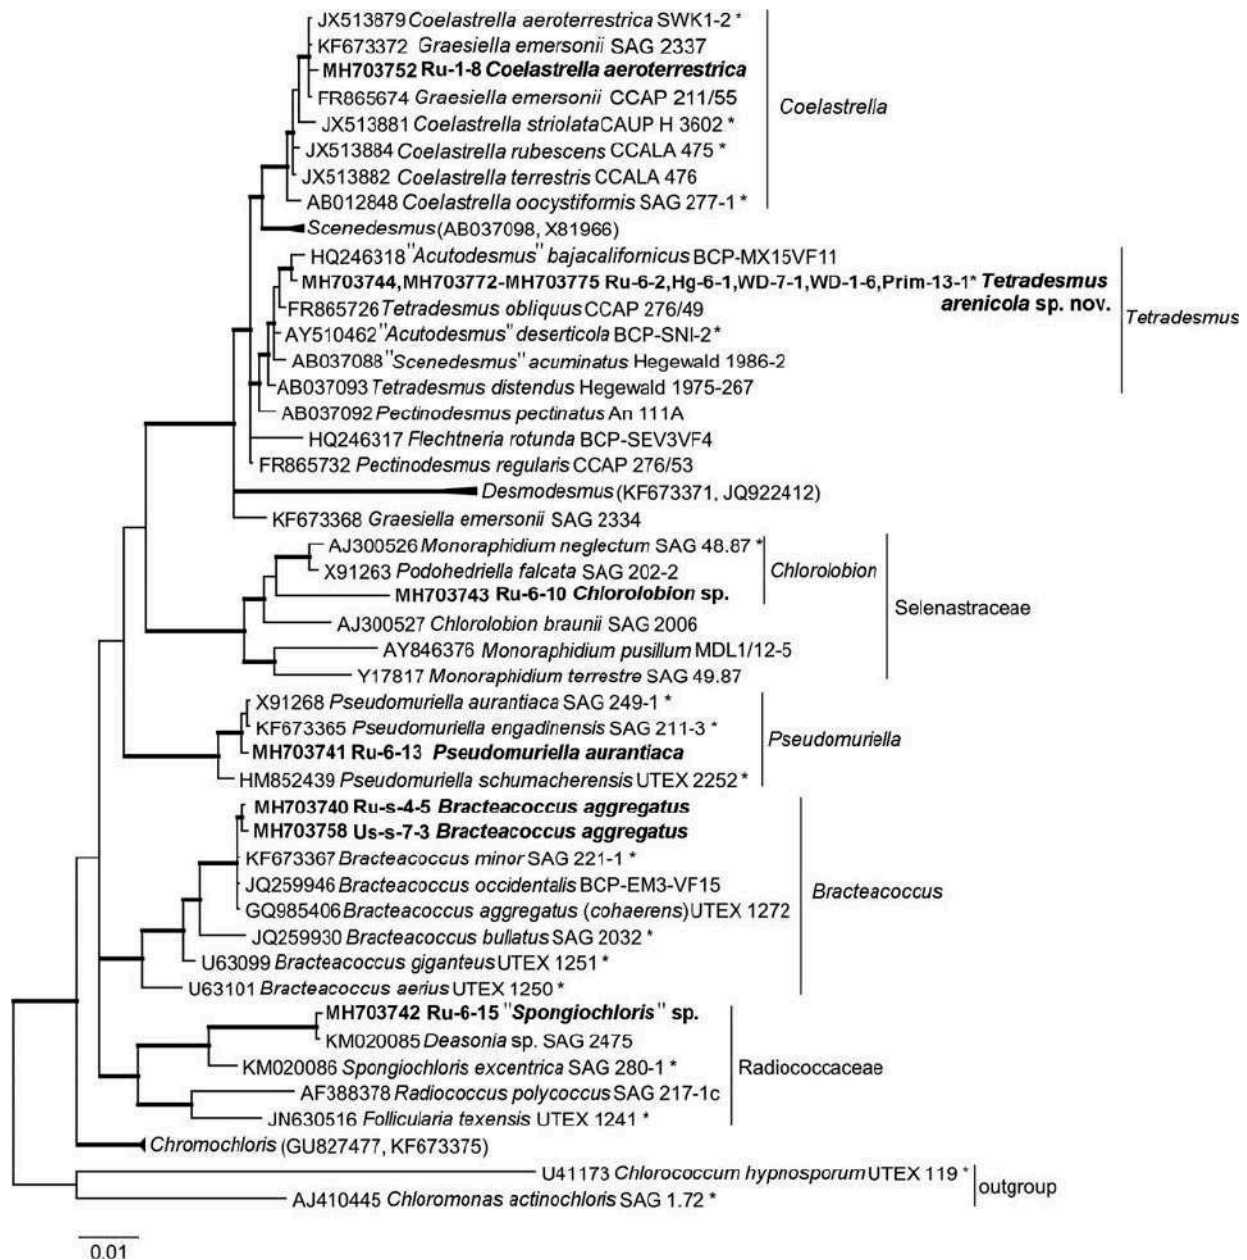 JX513879 Coelastrella aeroterrestrica SWK1-2 *
KF673372 Graesiella emersonii SAG 2337
MH703752 Ru-1-8 Coelastrella aeroterrestrica
FR865674 Graesiella emersonii CCAP 211/55
Coelastrella
JX513881 Coelastrella striolata CAUP H 3602 *
JX513884 Coelastrella rubescens CCALA 475 *
JX513882 Coelastrella terrestris CCALA 476
AB012848 Coelastrella oocystiformis SAG 277-1 *
Scenedesmus (AB037098, X81966)
HQ246318 "Acutodesmus" bajacalifornicus BCP-MX15VF11
MH703744,MH703772-MH703775 Ru-6-2,Hg-6-1,WD-7-1,WD-1-6,Prim-13-1* Tetradesmus
arenicola sp. nov.
FR865726 Tetradesmus obliquus CCAP 276/49
Tetradesmus
AY510462 "Acutodesmus" deserticola BCP-SNI-2 *
AB037088 "Scenedesmus" acuminatus Hegewald 1986-2
AB037093 Tetradesmus distendus Hegewald 1975-267
AB037092 Pectinodesmus pectinatus An 111A
HQ246317 Flechtneria rotunda BCP-SEV3VF4
FR865732 Pectinodesmus regularis CCAP 276/53
Desmodesmus (KF673371, JQ922412)
KF673368 Graesiella emersonii SAG 2334
AJ300526 Monoraphidium neglectum SAG 48.87 *
X91263 Podohedriella falcata SAG 202-2
Chlorolobion
MH703743 Ru-6-10 Chlorolobion sp.
Selenastraceae
AJ300527 Chlorolobion braunii SAG 2006
AY846376 Monoraphidium pusillum MDL1/12-5
Y17817 Monoraphidium terrestre SAG 49.87
X91268 Pseudomuriella aurantiaca SAG 249-1 *
KF673365 Pseudomuriella engadinensis SAG 211-3 *
Pseudomuriella
MH703741 Ru-6-13 Pseudomuriella aurantiaca
HM852439 Pseudomuriella schumacherensis UTEX 2252 *
MH703740 Ru-s-4-5 Bracteacoccus aggregatus
MH703758 Us-s-7-3 Bracteacoccus aggregatus
KF673367 Bracteacoccus minor SAG 221-1 *
JQ259946 Bracteacoccus occidentalis BCP-EM3-VF15
Bracteacoccus
GQ985406 Bracteacoccus aggregatus (cohaerens) UTEX 1272
JQ259930 Bracteacoccus bullatus SAG 2032 *
U63099 Bracteacoccus giganteus UTEX 1251 *
U63101 Bracteacoccus aerius UTEX 1250 *
MH703742 Ru-6-15 "Spongiochloris" sp.
KM020085 Deasonia sp. SAG 2475
KM020086 Spongiochloris excentrica SAG 280-1 *
Radiococcaceae
AF388378 Radiococcus polycoccus SAG 217-1c
JN630516 Follicularia texensis UTEX 1241 *
Chromochloris (GU827477, KF673375)
U41173 Chlorococcum hypnosporum UTEX 119 *
outgroup
AJ410445 Chloromonas actinochloris SAG 1.72 *
0.01